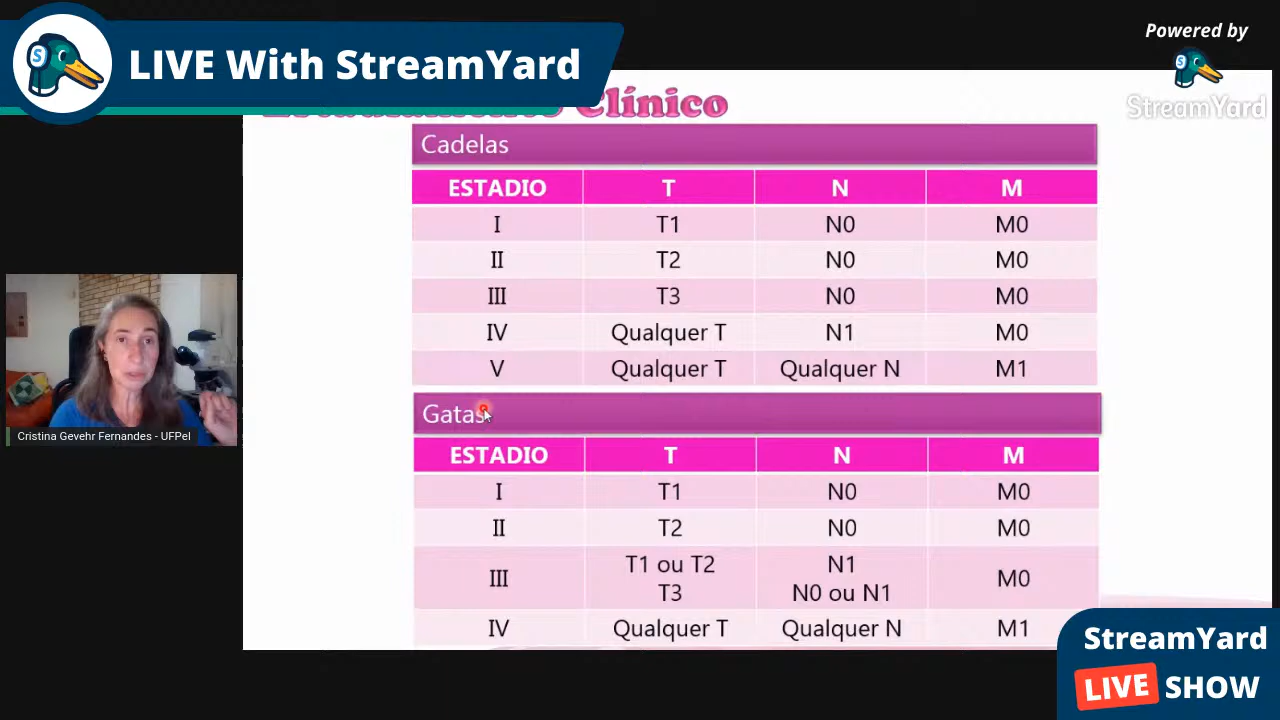 LIVE With StreamYard
Powered by
StreamYard
Clínico
Cadelas
ESTADIO T N M
I T1 N0 M0
II T2 N0 M0
III T3 N0 M0
IV Qualquer T N1 M0
V Qualquer T Qualquer N M1
Gatas
ESTADIO T N M
I T1 N0 M0
II T2 N0 M0
III T1 ou T2 N1 M0
T3 N0 ou N1
IV Qualquer T Qualquer N M1
Cristina Gevehr Fernandes - UFPel
StreamYard
LIVE SHOW